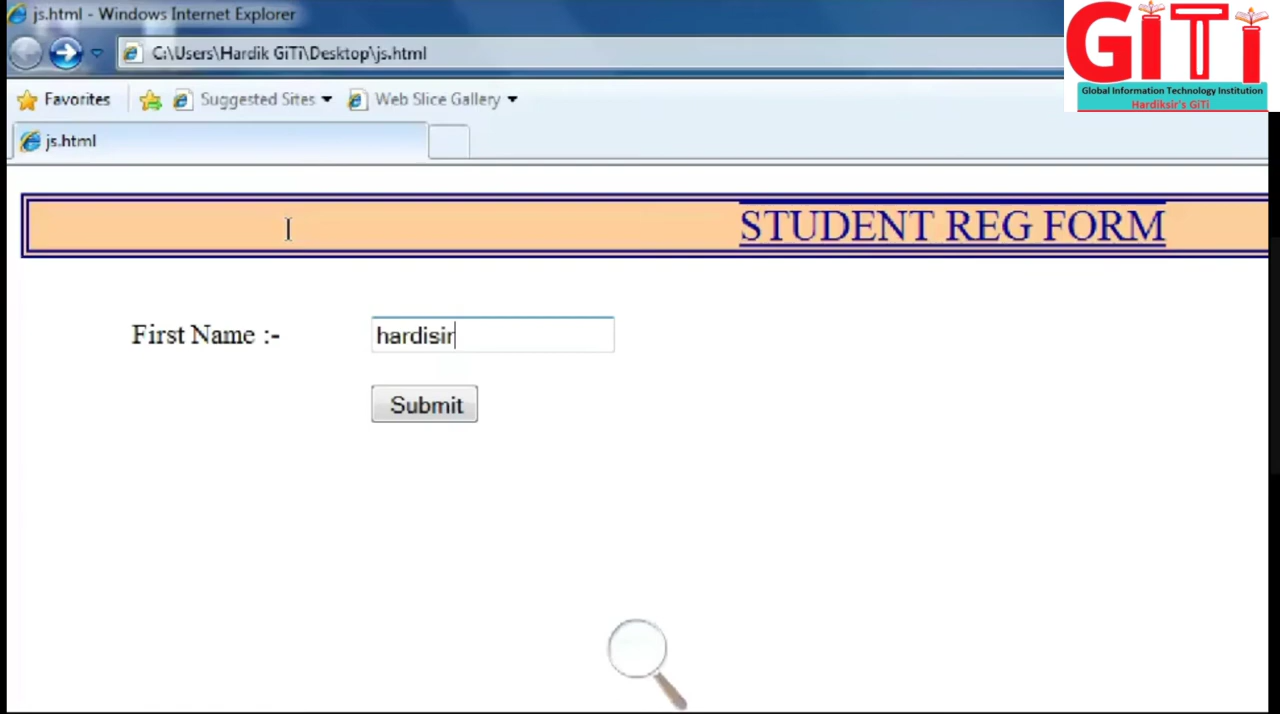 js.html - Windows Internet Explorer
C:\Users\Hardik GiTi\Desktop\js.html
GiTi
Global Information Technology Institution
Hardiksir's GiTi
Favorites
Suggested Sites
Web Slice Gallery
js.html
STUDENT REG FORM
First Name :-
hardisir
Submit